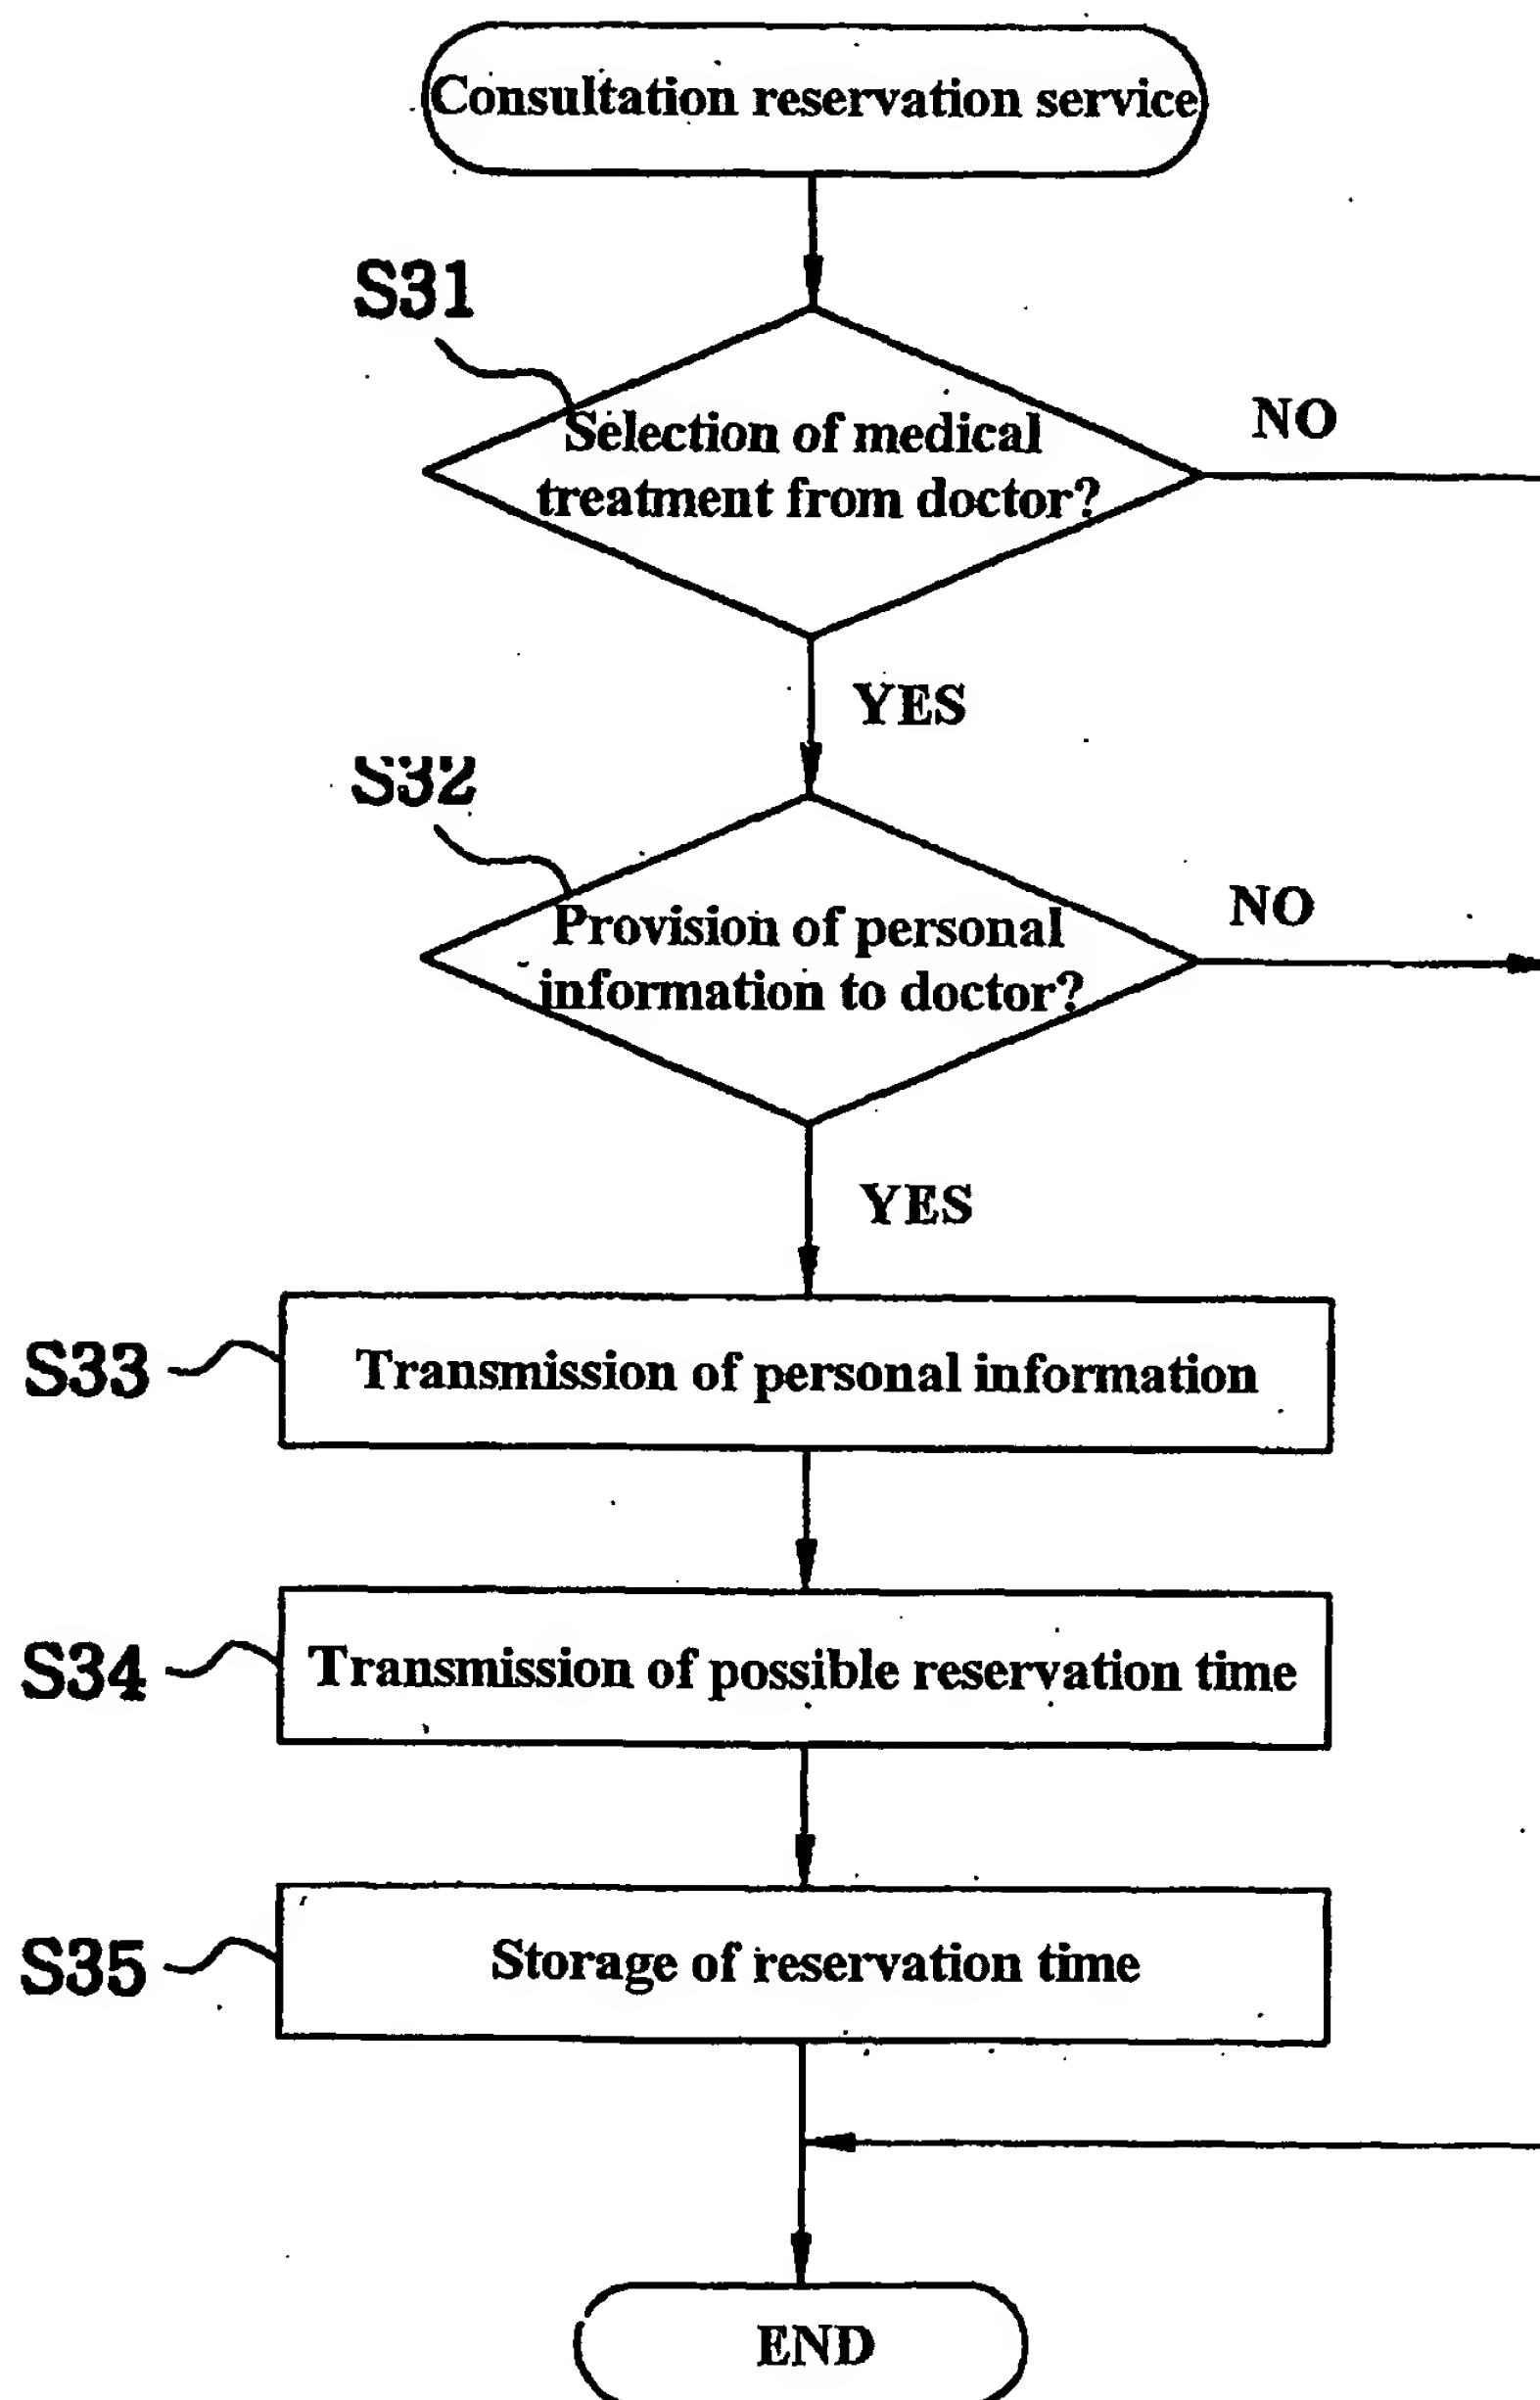 Consultation reservation service
S31
Selection of medical
treatment from doctor?
NO
YES
S32
Provision of personal
information to doctor?
NO
YES
S33
Transmission of personal information
S34
Transmission of possible reservation time
S35
Storage of reservation time
END